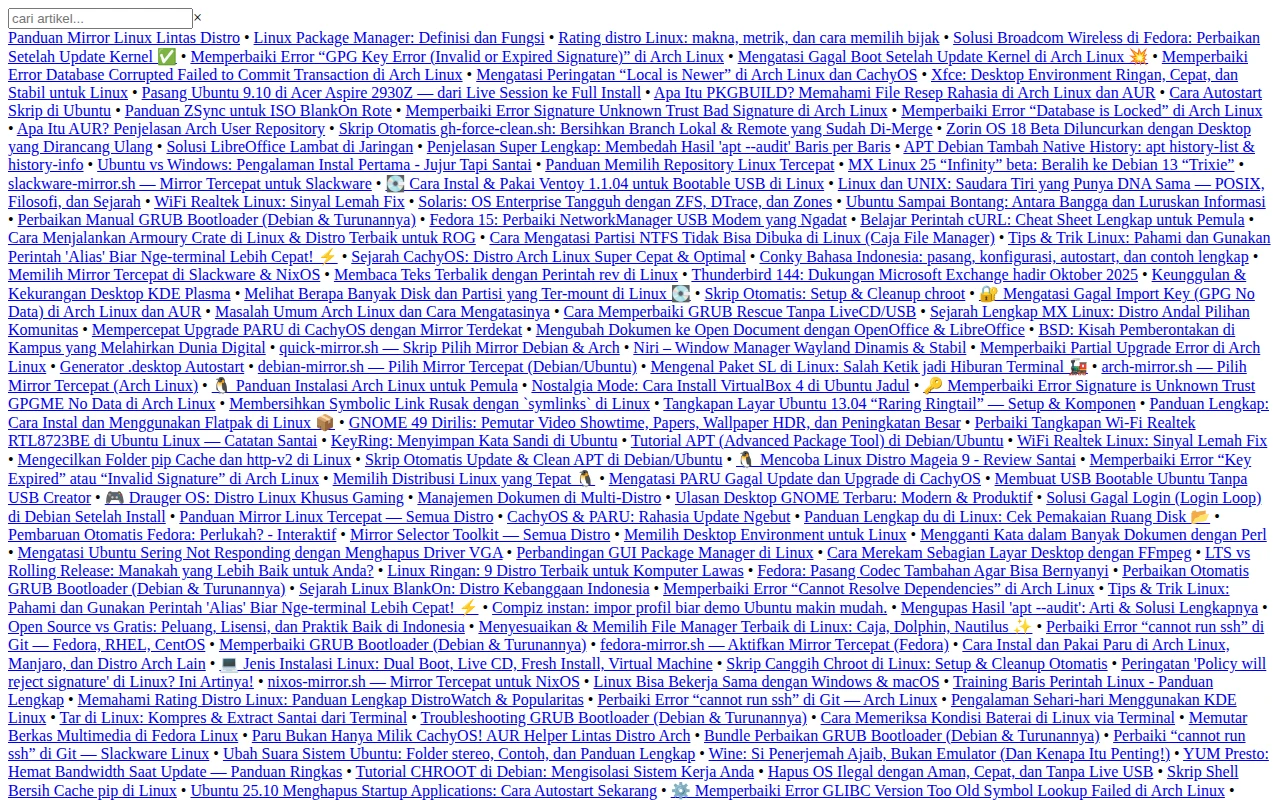 cari artikel... ×
Panduan Mirror Linux Lintas Distro • Linux Package Manager: Definisi dan Fungsi • Rating distro Linux: makna, metrik, dan cara memilih bijak • Solusi Broadcom Wireless di Fedora: Perbaikan
Setelah Update Kernel ✅ • Memperbaiki Error “GPG Key Error (Invalid or Expired Signature)” di Arch Linux • Mengatasi Gagal Boot Setelah Update Kernel di Arch Linux 💥 • Memperbaiki
Error Database Corrupted Failed to Commit Transaction di Arch Linux • Mengatasi Peringatan “Local is Newer” di Arch Linux dan CachyOS • Xfce: Desktop Environment Ringan, Cepat, dan
Stabil untuk Linux • Pasang Ubuntu 9.10 di Acer Aspire 2930Z — dari Live Session ke Full Install • Apa Itu PKGBUILD? Memahami File Resep Rahasia di Arch Linux dan AUR • Cara Autostart
Skrip di Ubuntu • Panduan ZSync untuk ISO BlankOn Rote • Memperbaiki Error Signature Unknown Trust Bad Signature di Arch Linux • Memperbaiki Error “Database is Locked” di Arch Linux
• Apa Itu AUR? Penjelasan Arch User Repository • Skrip Otomatis gh-force-clean.sh: Bersihkan Branch Lokal & Remote yang Sudah Di-Merge • Zorin OS 18 Beta Diluncurkan dengan Desktop
yang Dirancang Ulang • Solusi LibreOffice Lambat di Jaringan • Penjelasan Super Lengkap: Membedah Hasil 'apt --audit' Baris per Baris • APT Debian Tambah Native History: apt history-list &
history-info • Ubuntu vs Windows: Pengalaman Instal Pertama - Jujur Tapi Santai • Panduan Memilih Repository Linux Tercepat • MX Linux 25 “Infinity” beta: Beralih ke Debian 13 “Trixie” •
slackware-mirror.sh — Mirror Tercepat untuk Slackware • 💽 Cara Instal & Pakai Ventoy 1.1.04 untuk Bootable USB di Linux • Linux dan UNIX: Saudara Tiri yang Punya DNA Sama — POSIX,
Filosofi, dan Sejarah • WiFi Realtek Linux: Sinyal Lemah Fix • Solaris: OS Enterprise Tangguh dengan ZFS, DTrace, dan Zones • Ubuntu Sampai Bontang: Antara Bangga dan Luruskan Informasi
• Perbaikan Manual GRUB Bootloader (Debian & Turunannya) • Fedora 15: Perbaiki NetworkManager USB Modem yang Ngadat • Belajar Perintah cURL: Cheat Sheet Lengkap untuk Pemula •
Cara Menjalankan Armoury Crate di Linux & Distro Terbaik untuk ROG • Cara Mengatasi Partisi NTFS Tidak Bisa Dibuka di Linux (Caja File Manager) • Tips & Trik Linux: Pahami dan Gunakan
Perintah 'Alias' Biar Nge-terminal Lebih Cepat! ⚡ • Sejarah CachyOS: Distro Arch Linux Super Cepat & Optimal • Conky Bahasa Indonesia: pasang, konfigurasi, autostart, dan contoh lengkap •
Memilih Mirror Tercepat di Slackware & NixOS • Membaca Teks Terbalik dengan Perintah rev di Linux • Thunderbird 144: Dukungan Microsoft Exchange hadir Oktober 2025 • Keunggulan &
Kekurangan Desktop KDE Plasma • Melihat Berapa Banyak Disk dan Partisi yang Ter-mount di Linux 💽 • Skrip Otomatis: Setup & Cleanup chroot • 🔐 Mengatasi Gagal Import Key (GPG No
Data) di Arch Linux dan AUR • Masalah Umum Arch Linux dan Cara Mengatasinya • Cara Memperbaiki GRUB Rescue Tanpa LiveCD/USB • Sejarah Lengkap MX Linux: Distro Andal Pilihan
Komunitas • Mempercepat Upgrade PARU di CachyOS dengan Mirror Terdekat • Mengubah Dokumen ke Open Document dengan OpenOffice & LibreOffice • BSD: Kisah Pemberontakan di
Kampus yang Melahirkan Dunia Digital • quick-mirror.sh — Skrip Pilih Mirror Debian & Arch • Niri – Window Manager Wayland Dinamis & Stabil • Memperbaiki Partial Upgrade Error di Arch
Linux • Generator .desktop Autostart • debian-mirror.sh — Pilih Mirror Tercepat (Debian/Ubuntu) • Mengenal Paket SL di Linux: Salah Ketik jadi Hiburan Terminal 🚂 • arch-mirror.sh — Pilih
Mirror Tercepat (Arch Linux) • 🐧 Panduan Instalasi Arch Linux untuk Pemula • Nostalgia Mode: Cara Install VirtualBox 4 di Ubuntu Jadul • 🔑 Memperbaiki Error Signature is Unknown Trust
GPGME No Data di Arch Linux • Membersihkan Symbolic Link Rusak dengan `symlinks` di Linux • Tangkapan Layar Ubuntu 13.04 “Raring Ringtail” — Setup & Komponen • Panduan Lengkap:
Cara Instal dan Menggunakan Flatpak di Linux 📦 • GNOME 49 Dirilis: Pemutar Video Showtime, Papers, Wallpaper HDR, dan Peningkatan Besar • Perbaiki Tangkapan Wi-Fi Realtek
RTL8723BE di Ubuntu Linux — Catatan Santai • KeyRing: Menyimpan Kata Sandi di Ubuntu • Tutorial APT (Advanced Package Tool) di Debian/Ubuntu • WiFi Realtek Linux: Sinyal Lemah Fix
• Mengecilkan Folder pip Cache dan http-v2 di Linux • Skrip Otomatis Update & Clean APT di Debian/Ubuntu • 🐧 Mencoba Linux Distro Mageia 9 - Review Santai • Memperbaiki Error “Key
Expired” atau “Invalid Signature” di Arch Linux • Memilih Distribusi Linux yang Tepat 🐧 • Mengatasi PARU Gagal Update dan Upgrade di CachyOS • Membuat USB Bootable Ubuntu Tanpa
USB Creator • 🎮 Drauger OS: Distro Linux Khusus Gaming • Manajemen Dokumen di Multi-Distro • Ulasan Desktop GNOME Terbaru: Modern & Produktif • Solusi Gagal Login (Login Loop)
di Debian Setelah Install • Panduan Mirror Linux Tercepat — Semua Distro • CachyOS & PARU: Rahasia Update Ngebut • Panduan Lengkap du di Linux: Cek Pemakaian Ruang Disk 📂 •
Pembaruan Otomatis Fedora: Perlukah? - Interaktif • Mirror Selector Toolkit — Semua Distro • Memilih Desktop Environment untuk Linux • Mengganti Kata dalam Banyak Dokumen dengan Perl
• Mengatasi Ubuntu Sering Not Responding dengan Menghapus Driver VGA • Perbandingan GUI Package Manager di Linux • Cara Merekam Sebagian Layar Desktop dengan FFmpeg • LTS vs
Rolling Release: Manakah yang Lebih Baik untuk Anda? • Linux Ringan: 9 Distro Terbaik untuk Komputer Lawas • Fedora: Pasang Codec Tambahan Agar Bisa Bernyanyi • Perbaikan Otomatis
GRUB Bootloader (Debian & Turunannya) • Sejarah Linux BlankOn: Distro Kebanggaan Indonesia • Memperbaiki Error “Cannot Resolve Dependencies” di Arch Linux • Tips & Trik Linux:
Pahami dan Gunakan Perintah 'Alias' Biar Nge-terminal Lebih Cepat! ⚡ • Compiz instan: impor profil biar demo Ubuntu makin mudah. • Mengupas Hasil 'apt --audit': Arti & Solusi Lengkapnya •
Open Source vs Gratis: Peluang, Lisensi, dan Praktik Baik di Indonesia • Menyesuaikan & Memilih File Manager Terbaik di Linux: Caja, Dolphin, Nautilus ✨ • Perbaiki Error “cannot run ssh” di
Git — Fedora, RHEL, CentOS • Memperbaiki GRUB Bootloader (Debian & Turunannya) • fedora-mirror.sh — Aktifkan Mirror Tercepat (Fedora) • Cara Instal dan Pakai Paru di Arch Linux,
Manjaro, dan Distro Arch Lain • 💻 Jenis Instalasi Linux: Dual Boot, Live CD, Fresh Install, Virtual Machine • Skrip Canggih Chroot di Linux: Setup & Cleanup Otomatis • Peringatan 'Policy will
reject signature' di Linux? Ini Artinya! • nixos-mirror.sh — Mirror Tercepat untuk NixOS • Linux Bisa Bekerja Sama dengan Windows & macOS • Training Baris Perintah Linux - Panduan
Lengkap • Memahami Rating Distro Linux: Panduan Lengkap DistroWatch & Popularitas • Perbaiki Error “cannot run ssh” di Git — Arch Linux • Pengalaman Sehari-hari Menggunakan KDE
Linux • Tar di Linux: Kompres & Extract Santai dari Terminal • Troubleshooting GRUB Bootloader (Debian & Turunannya) • Cara Memeriksa Kondisi Baterai di Linux via Terminal • Memutar
Berkas Multimedia di Fedora Linux • Paru Bukan Hanya Milik CachyOS! AUR Helper Lintas Distro Arch • Bundle Perbaikan GRUB Bootloader (Debian & Turunannya) • Perbaiki “cannot run
ssh” di Git — Slackware Linux • Ubah Suara Sistem Ubuntu: Folder stereo, Contoh, dan Panduan Lengkap • Wine: Si Penerjemah Ajaib, Bukan Emulator (Dan Kenapa Itu Penting!) • YUM Presto:
Hemat Bandwidth Saat Update — Panduan Ringkas • Tutorial CHROOT di Debian: Mengisolasi Sistem Kerja Anda • Hapus OS Ilegal dengan Aman, Cepat, dan Tanpa Live USB • Skrip Shell
Bersih Cache pip di Linux • Ubuntu 25.10 Menghapus Startup Applications: Cara Autostart Sekarang • ⚙️ Memperbaiki Error GLIBC Version Too Old Symbol Lookup Failed di Arch Linux •